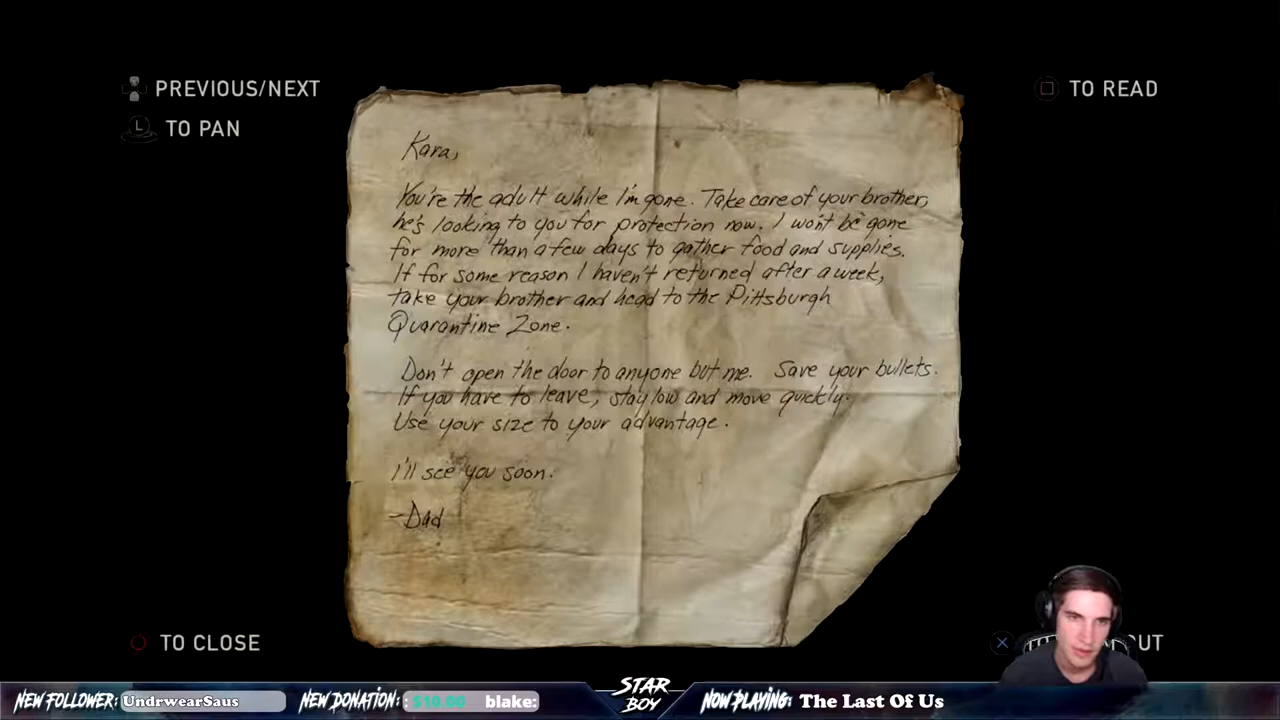 PREVIOUS/NEXT
L TO PAN
TO READ
Kara,
You're the adult while I'm gone. Take care of your brother,
he's looking to you for protection now. I won't be gone
for more than a few days to gather food and supplies.
If for some reason I haven't returned after a week,
take your brother and head to the Pittsburgh
Quarantine Zone.
Don't open the door to anyone but me. Save your bullets.
If you have to leave, stay low and move quickly.
Use your size to your advantage.
I'll see you soon.
-Dad
TO CLOSE
NEW FOLLOWER: UndrwearSaus
NEW DONATION: : $10.00 blake:
STAR
BOY
NOW PLAYING: The Last Of Us